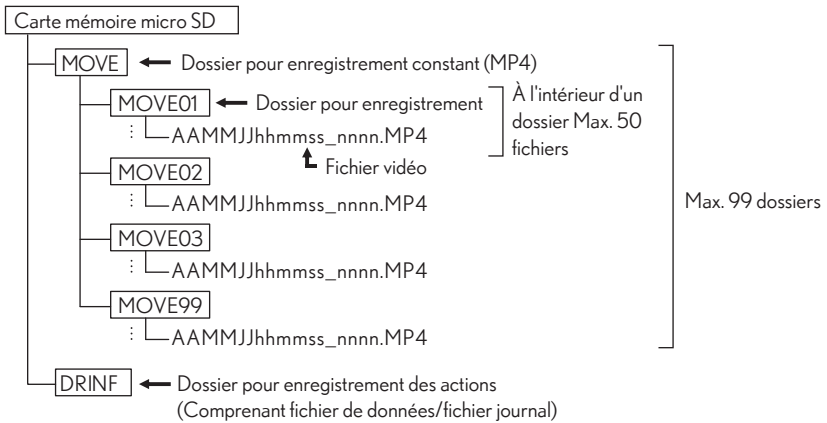 Carte mémoire micro SD
MOVE
Dossier pour enregistrement constant (MP4)
MOVE01
Dossier pour enregistrement
À l'intérieur d'un
dossier Max. 50
fichiers
AAMMJJhhmmss_nnnn.MP4
Fichier vidéo
MOVE02
AAMMJJhhmmss_nnnn.MP4
Max. 99 dossiers
MOVE03
AAMMJJhhmmss_nnnn.MP4
MOVE99
AAMMJJhhmmss_nnnn.MP4
DRINF
Dossier pour enregistrement des actions
(Comprenant fichier de données/fichier journal)